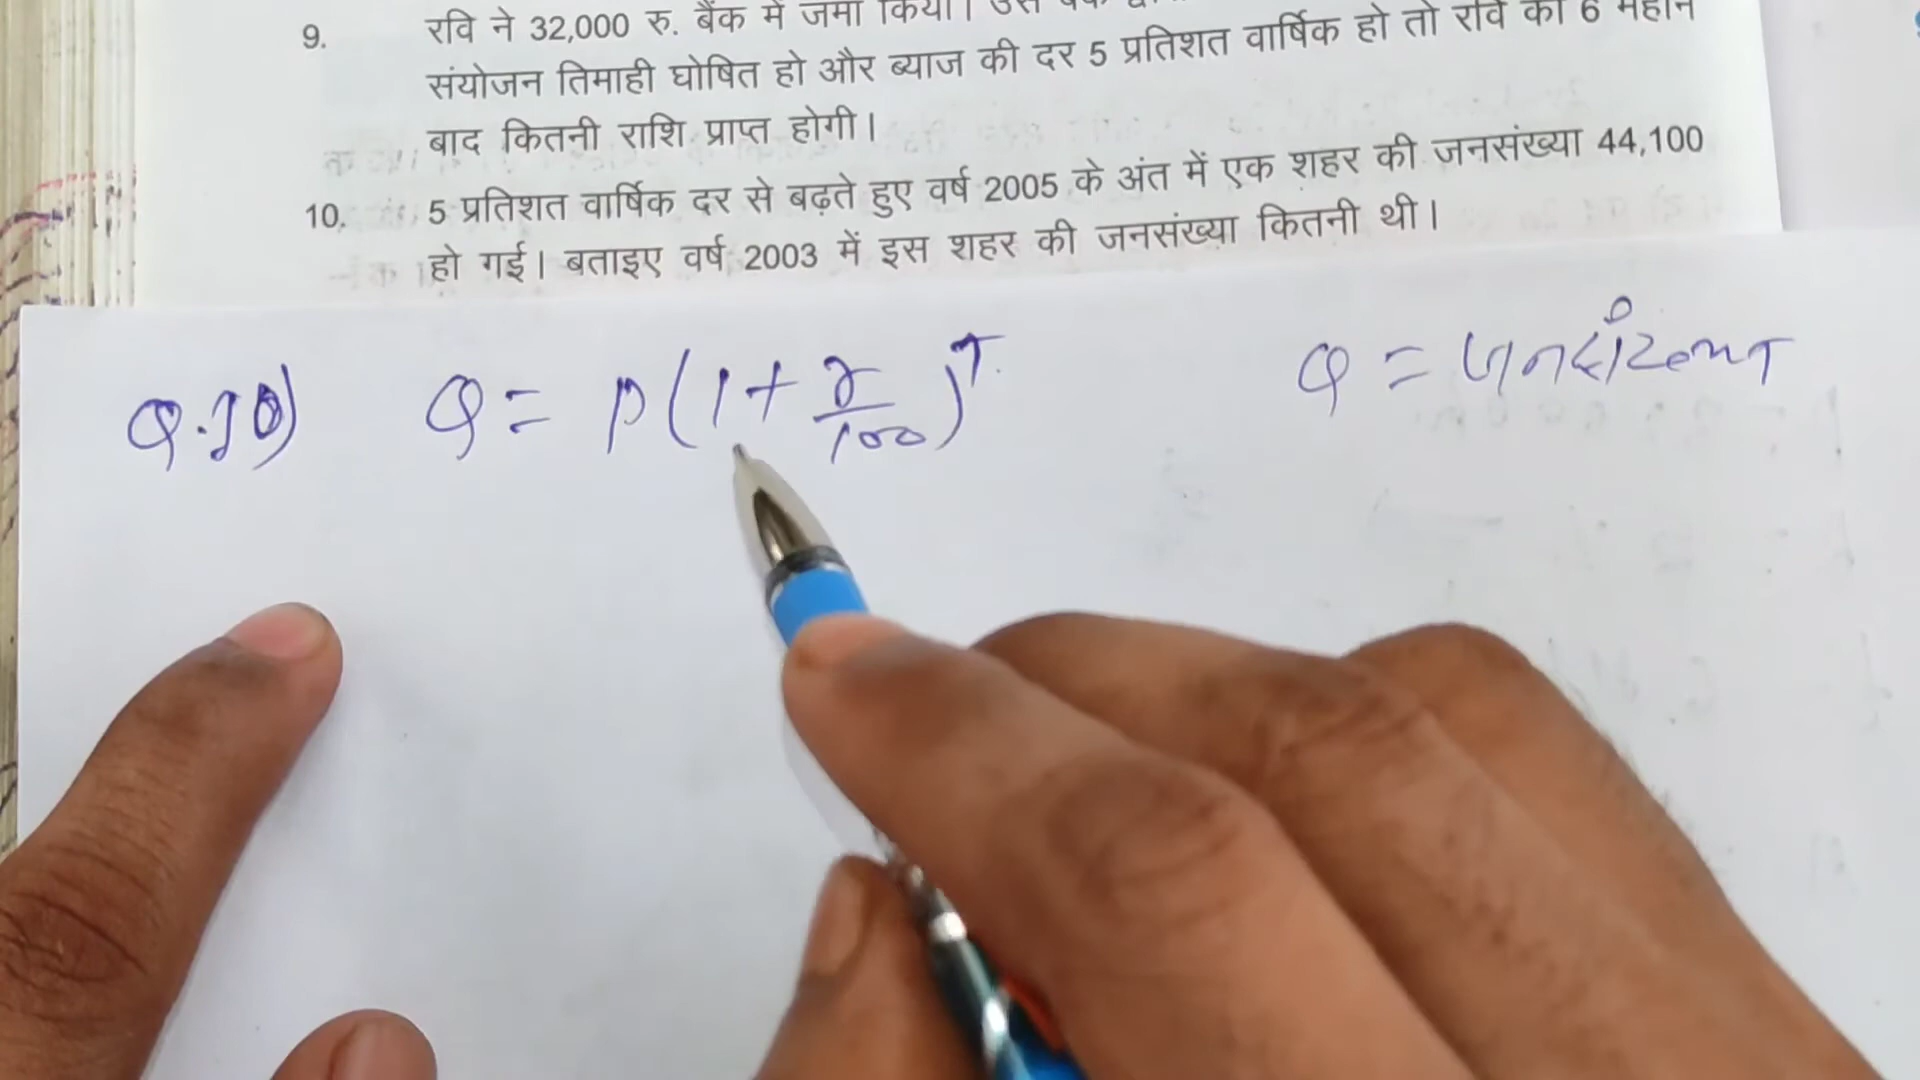 9. रवि ने 32,000 रु. बैंक में जमा किया। उस
संयोजन तिमाही घोषित हो और ब्याज की दर 5 प्रतिशत वार्षिक हो तो रवि को 6 महीने
बाद कितनी राशि प्राप्त होगी।
10. 5 प्रतिशत वार्षिक दर से बढ़ते हुए वर्ष 2005 के अंत में एक शहर की जनसंख्या 44,100
हो गई। बताइए वर्ष 2003 में इस शहर की जनसंख्या कितनी थी।
Q.10) Q = P(1+r/100)^T Q = जनसंख्या